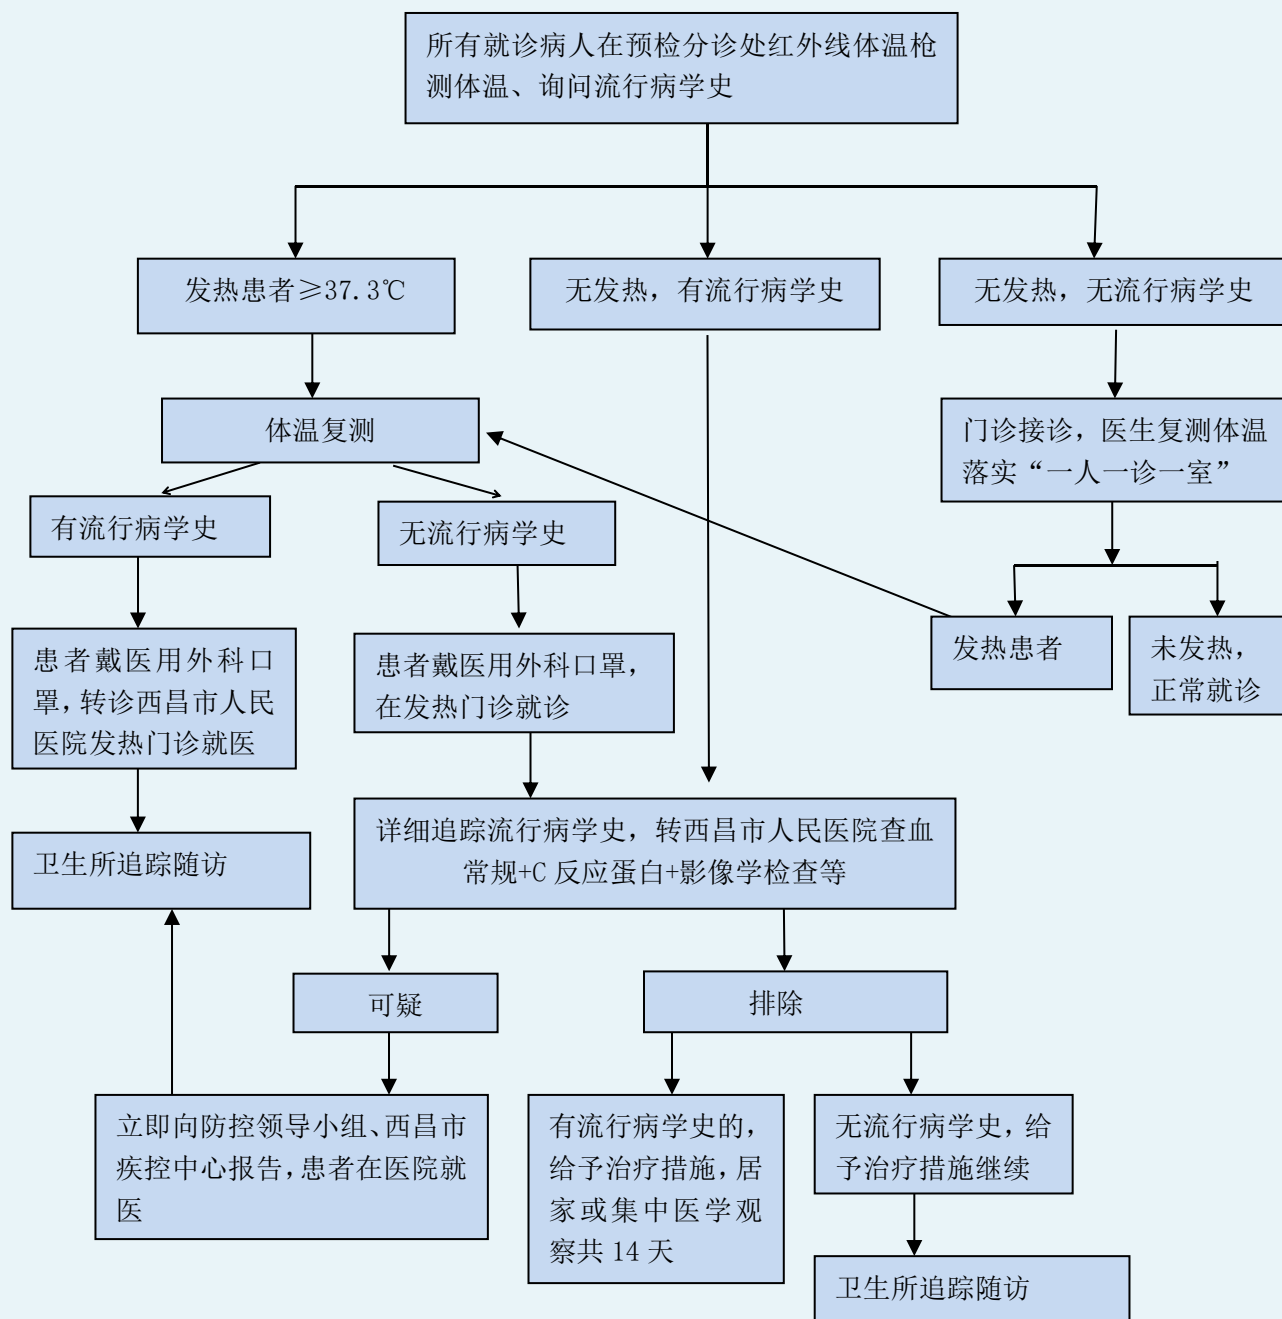 所有就诊病人在预检分诊处红外线体温枪
测体温、询问流行病学史
发热患者≥37.3℃
无发热，有流行病学史
无发热，无流行病学史
体温复测
门诊接诊，医生复测体温
落实“一人一诊一室”
有流行病学史
无流行病学史
发热患者
未发热，
正常就诊
患者戴医用外科口
罩，转诊西昌市人民
医院发热门诊就医
患者戴医用外科口罩，
在发热门诊就诊
详细追踪流行病学史，转西昌市人民医院查血
常规+C 反应蛋白+影像学检查等
卫生所追踪随访
可疑
排除
立即向防控领导小组、西昌市
疾控中心报告，患者在医院就
医
有流行病学史的，
给予治疗措施，居
家或集中医学观
察共 14 天
无流行病学史，给
予治疗措施继续
卫生所追踪随访